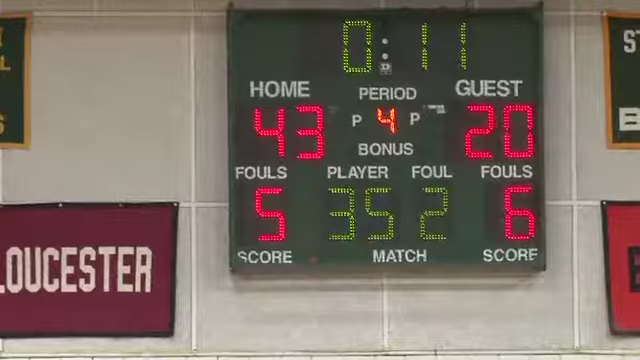 0:11
HOME PERIOD GUEST
43 P 4 P 20
BONUS
FOULS PLAYER FOUL FOULS
5 35 2 6
SCORE MATCH SCORE
LOUCESTER
ST